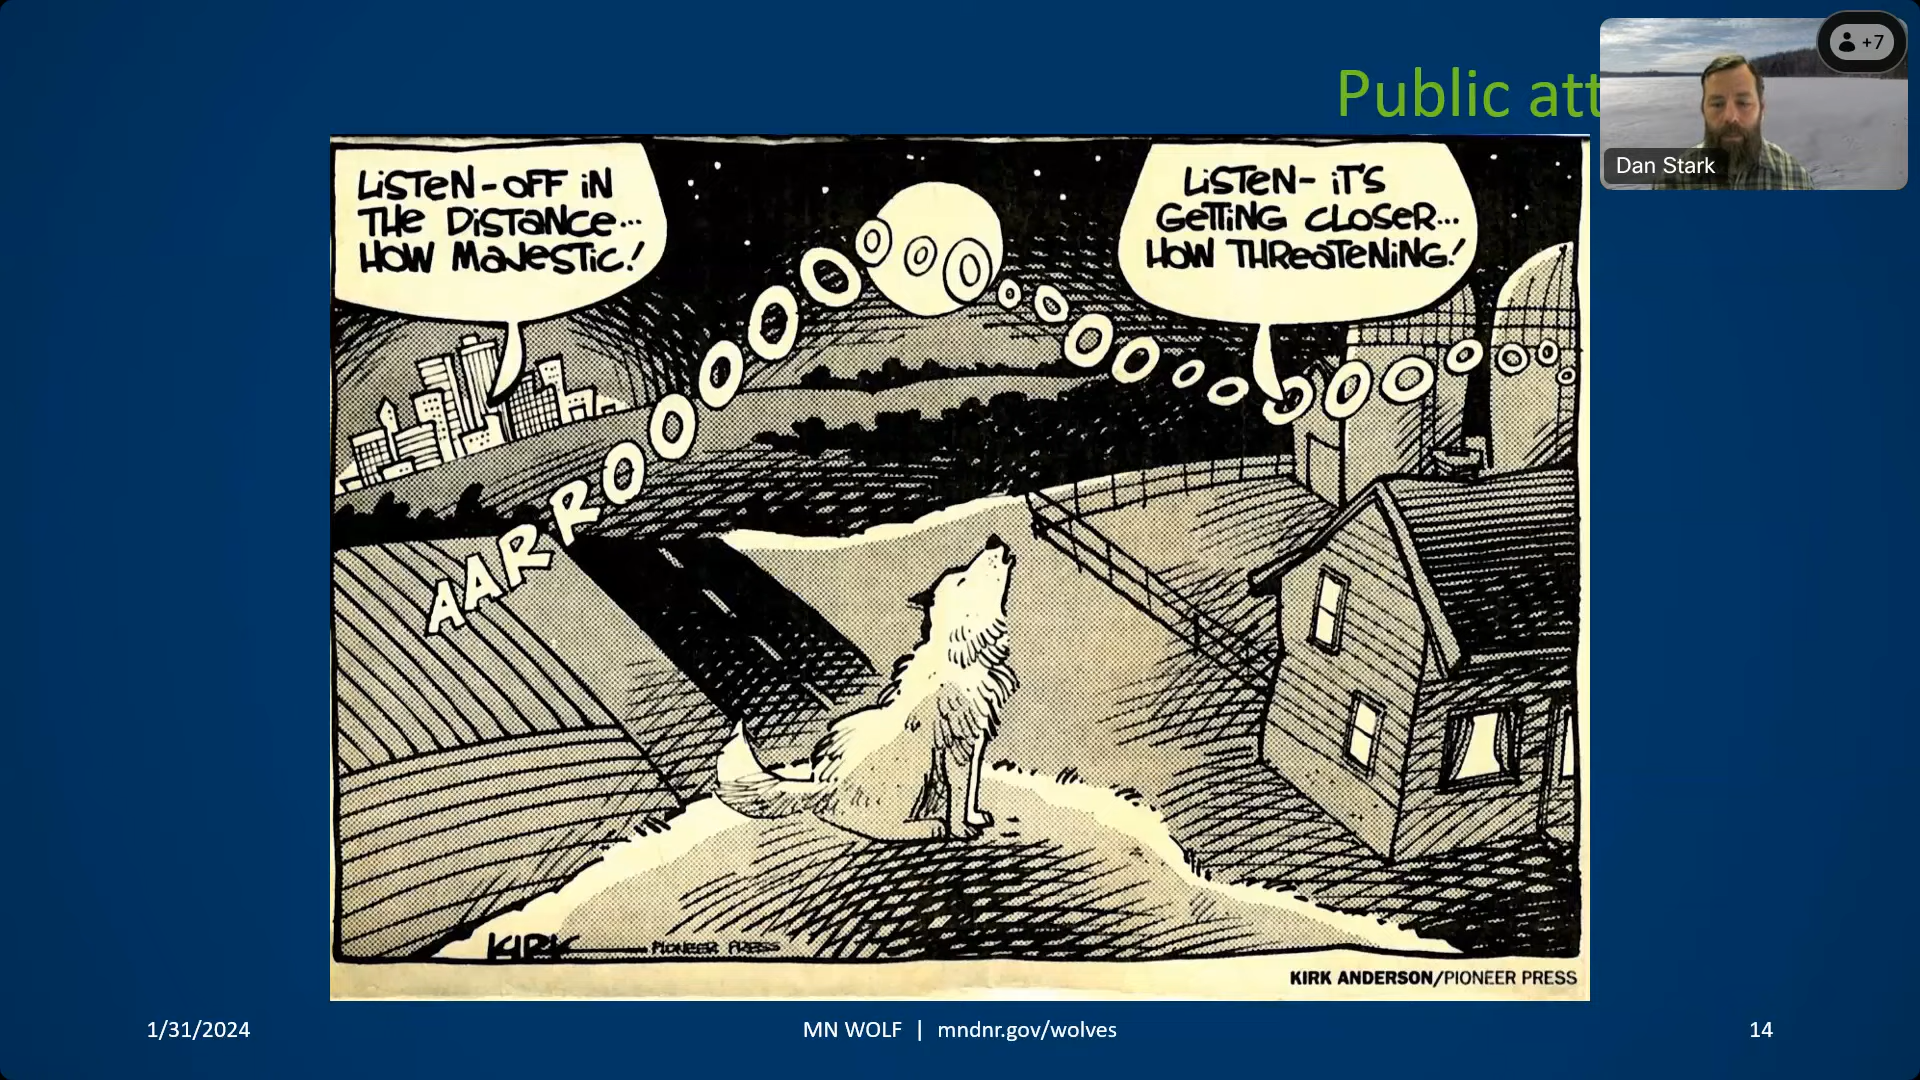 Public att
+7
Dan Stark
LiSTeN-OFF iN
THe DiSTaNCe...
HOW MaJeSTiC!
LiSTeN- iT'S
GeTTiNG CLOSeR...
HOW THReaTeNiNG!
AARROOOOOOOOOOOOOOOOOOOOOOO
KIRK PIONEER PRESS
KIRK ANDERSON/PIONEER PRESS
1/31/2024
MN WOLF | mndnr.gov/wolves
14